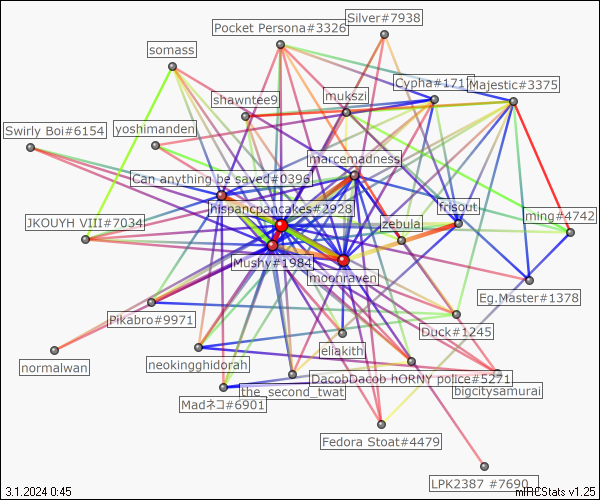 Silver#7938
Pocket Persona#3326
somass
Cypha#171
Majestic#3375
mukszi
shawntee9
Swirly Boi#6154
yoshimanden
marcemadness
Can anything be saved#0396
hispancpancakes#2928
frisout
ming#4742
JKOUYH VIII#7034
zebula
Mushy#1984
moonraven
Eg.Master#1378
Pikabro#9971
Duck#1245
eliakith
normalwan
neokingghidorah
DacobDacob hORNY police#5271
the_second_twat
bigcitysamurai
Madネコ#6901
Fedora Stoat#4479
LPK2387 #7690
3.1.2024 0:45
mIRCStats v1.25